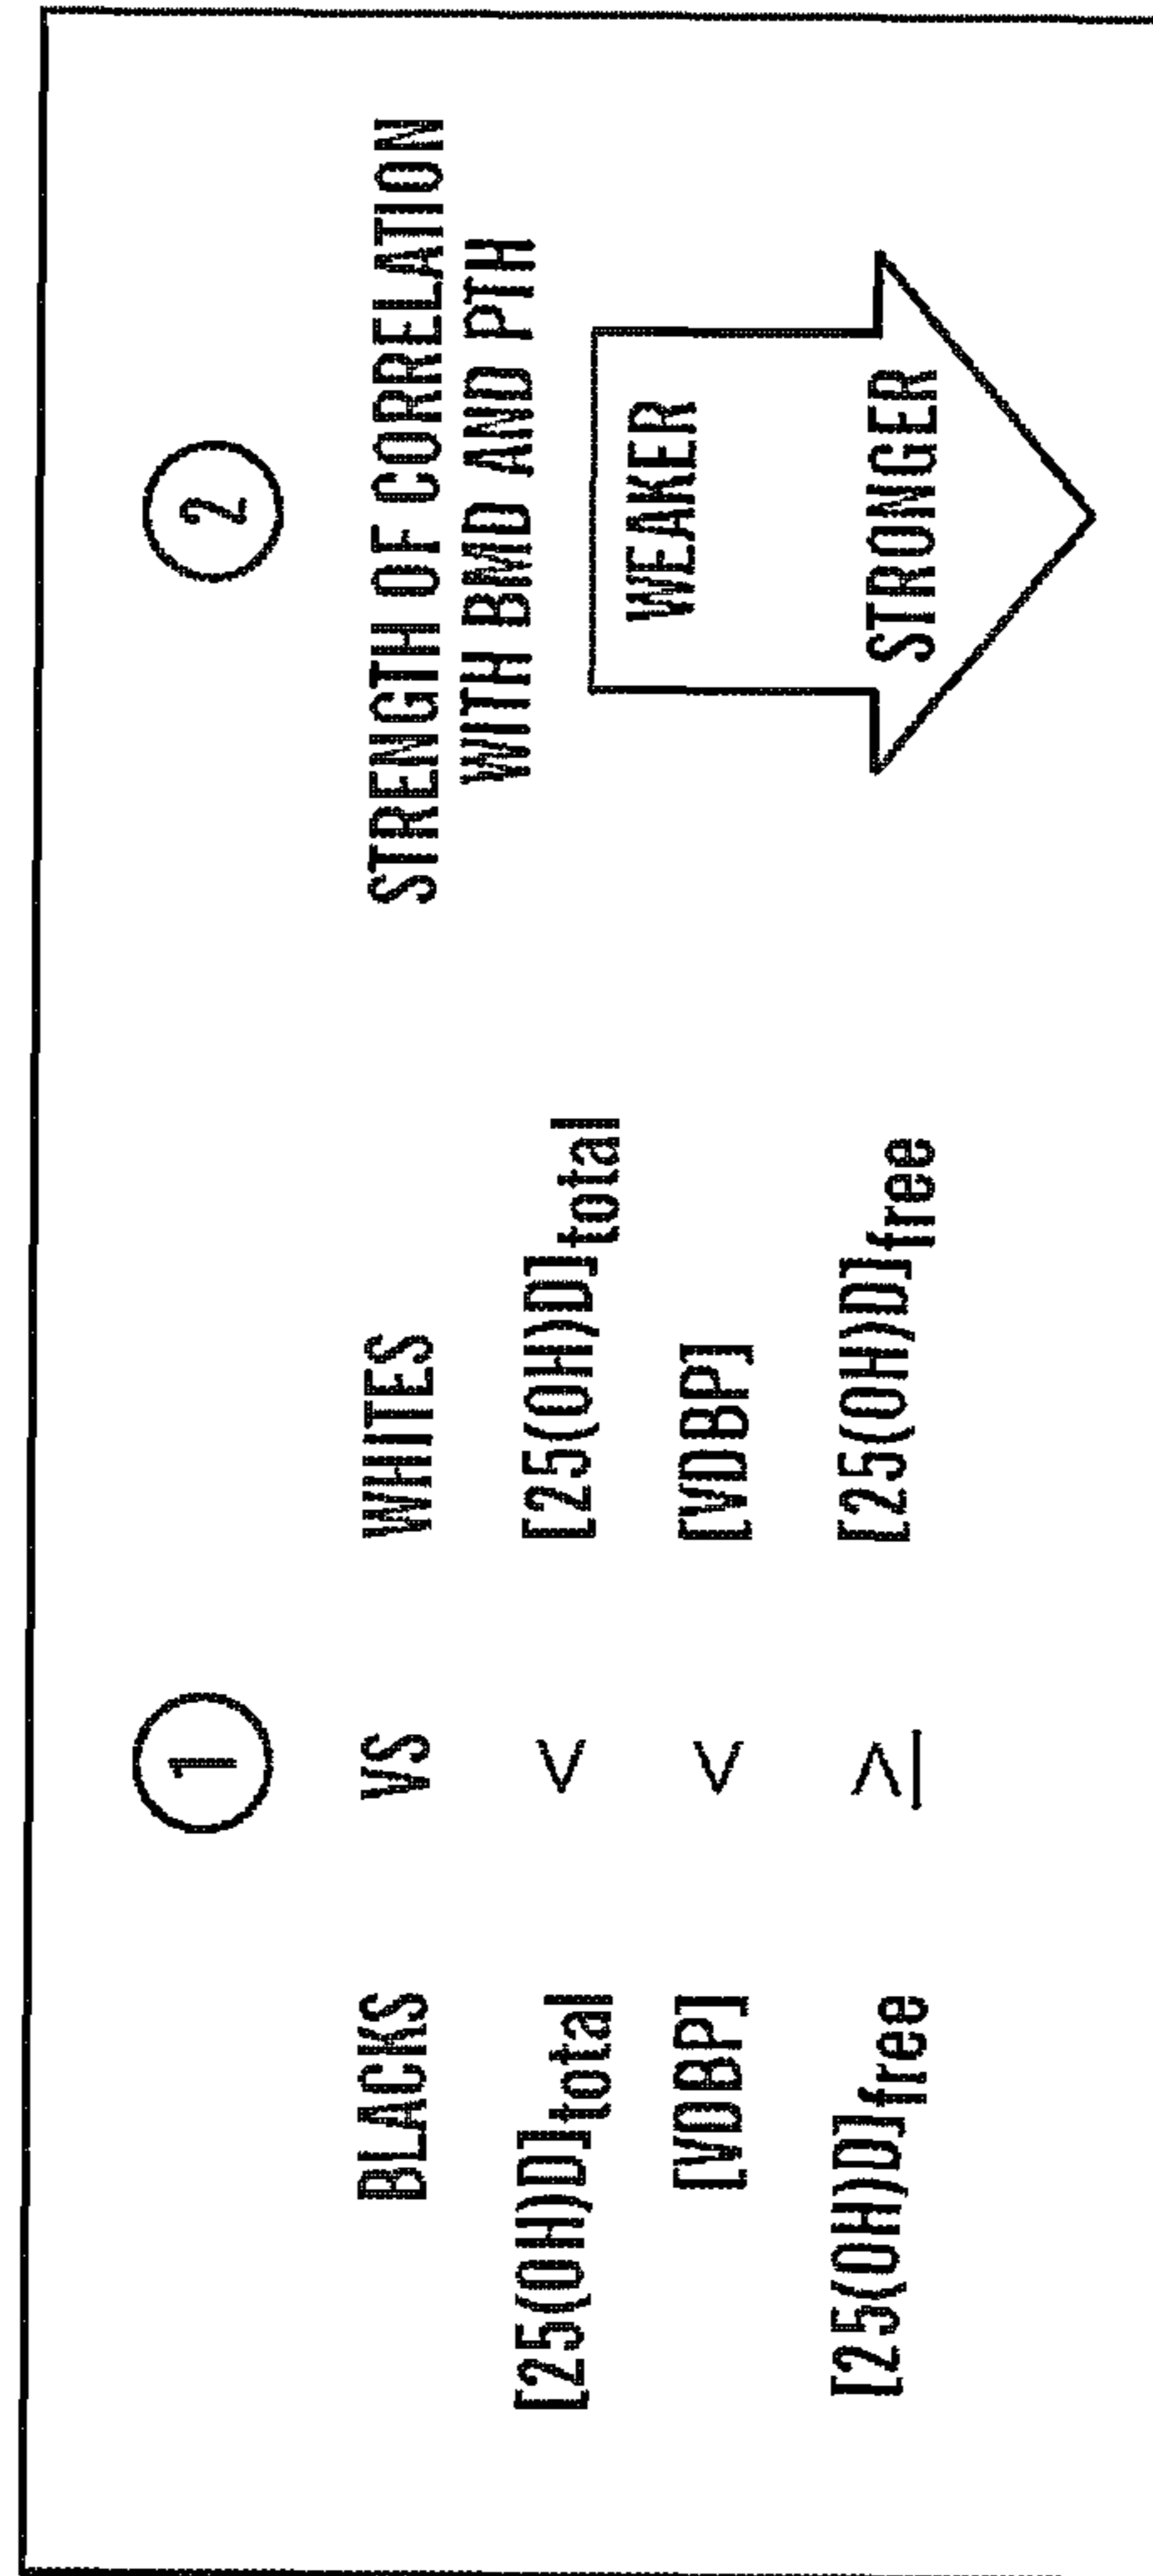 1
2
BLACKS VS WHITES
STRENGTH OF CORRELATION
WITH BMD AND PTH
[25(OH)D]total < [25(OH)D]total
WEAKER
[VDBP] < [VDBP]
[25(OH)D]free ≥ [25(OH)D]free
STRONGER